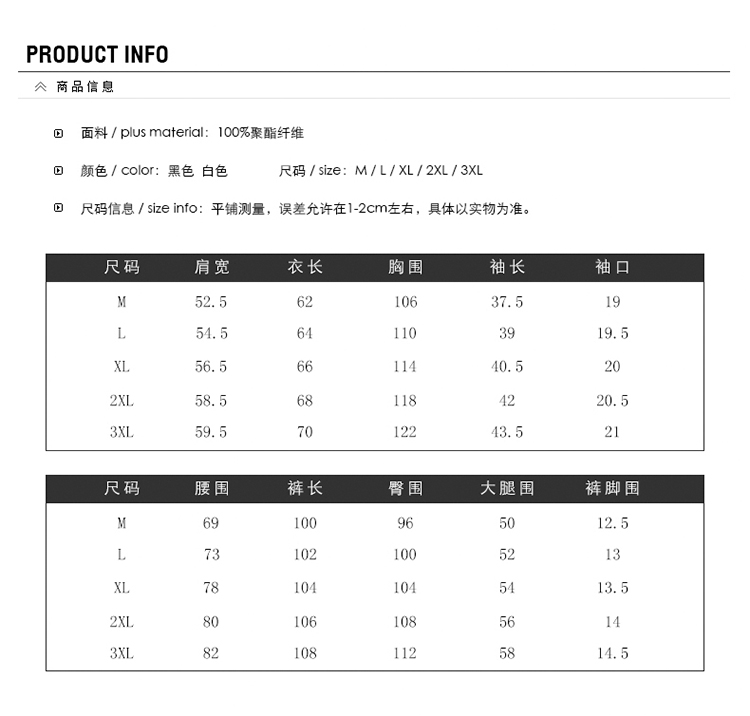 PRODUCT INFO
商品信息
面料 / plus material：100%聚酯纤维
颜色 / color：黑色 白色 尺码 / size：M / L / XL / 2XL / 3XL
尺码信息 / size info：平铺测量，误差允许在1-2cm左右，具体以实物为准。
尺码 肩宽 衣长 胸围 袖长 袖口
M 52.5 62 106 37.5 19
L 54.5 64 110 39 19.5
XL 56.5 66 114 40.5 20
2XL 58.5 68 118 42 20.5
3XL 59.5 70 122 43.5 21
尺码 腰围 裤长 臀围 大腿围 裤脚围
M 69 100 96 50 12.5
L 73 102 100 52 13
XL 78 104 104 54 13.5
2XL 80 106 108 56 14
3XL 82 108 112 58 14.5